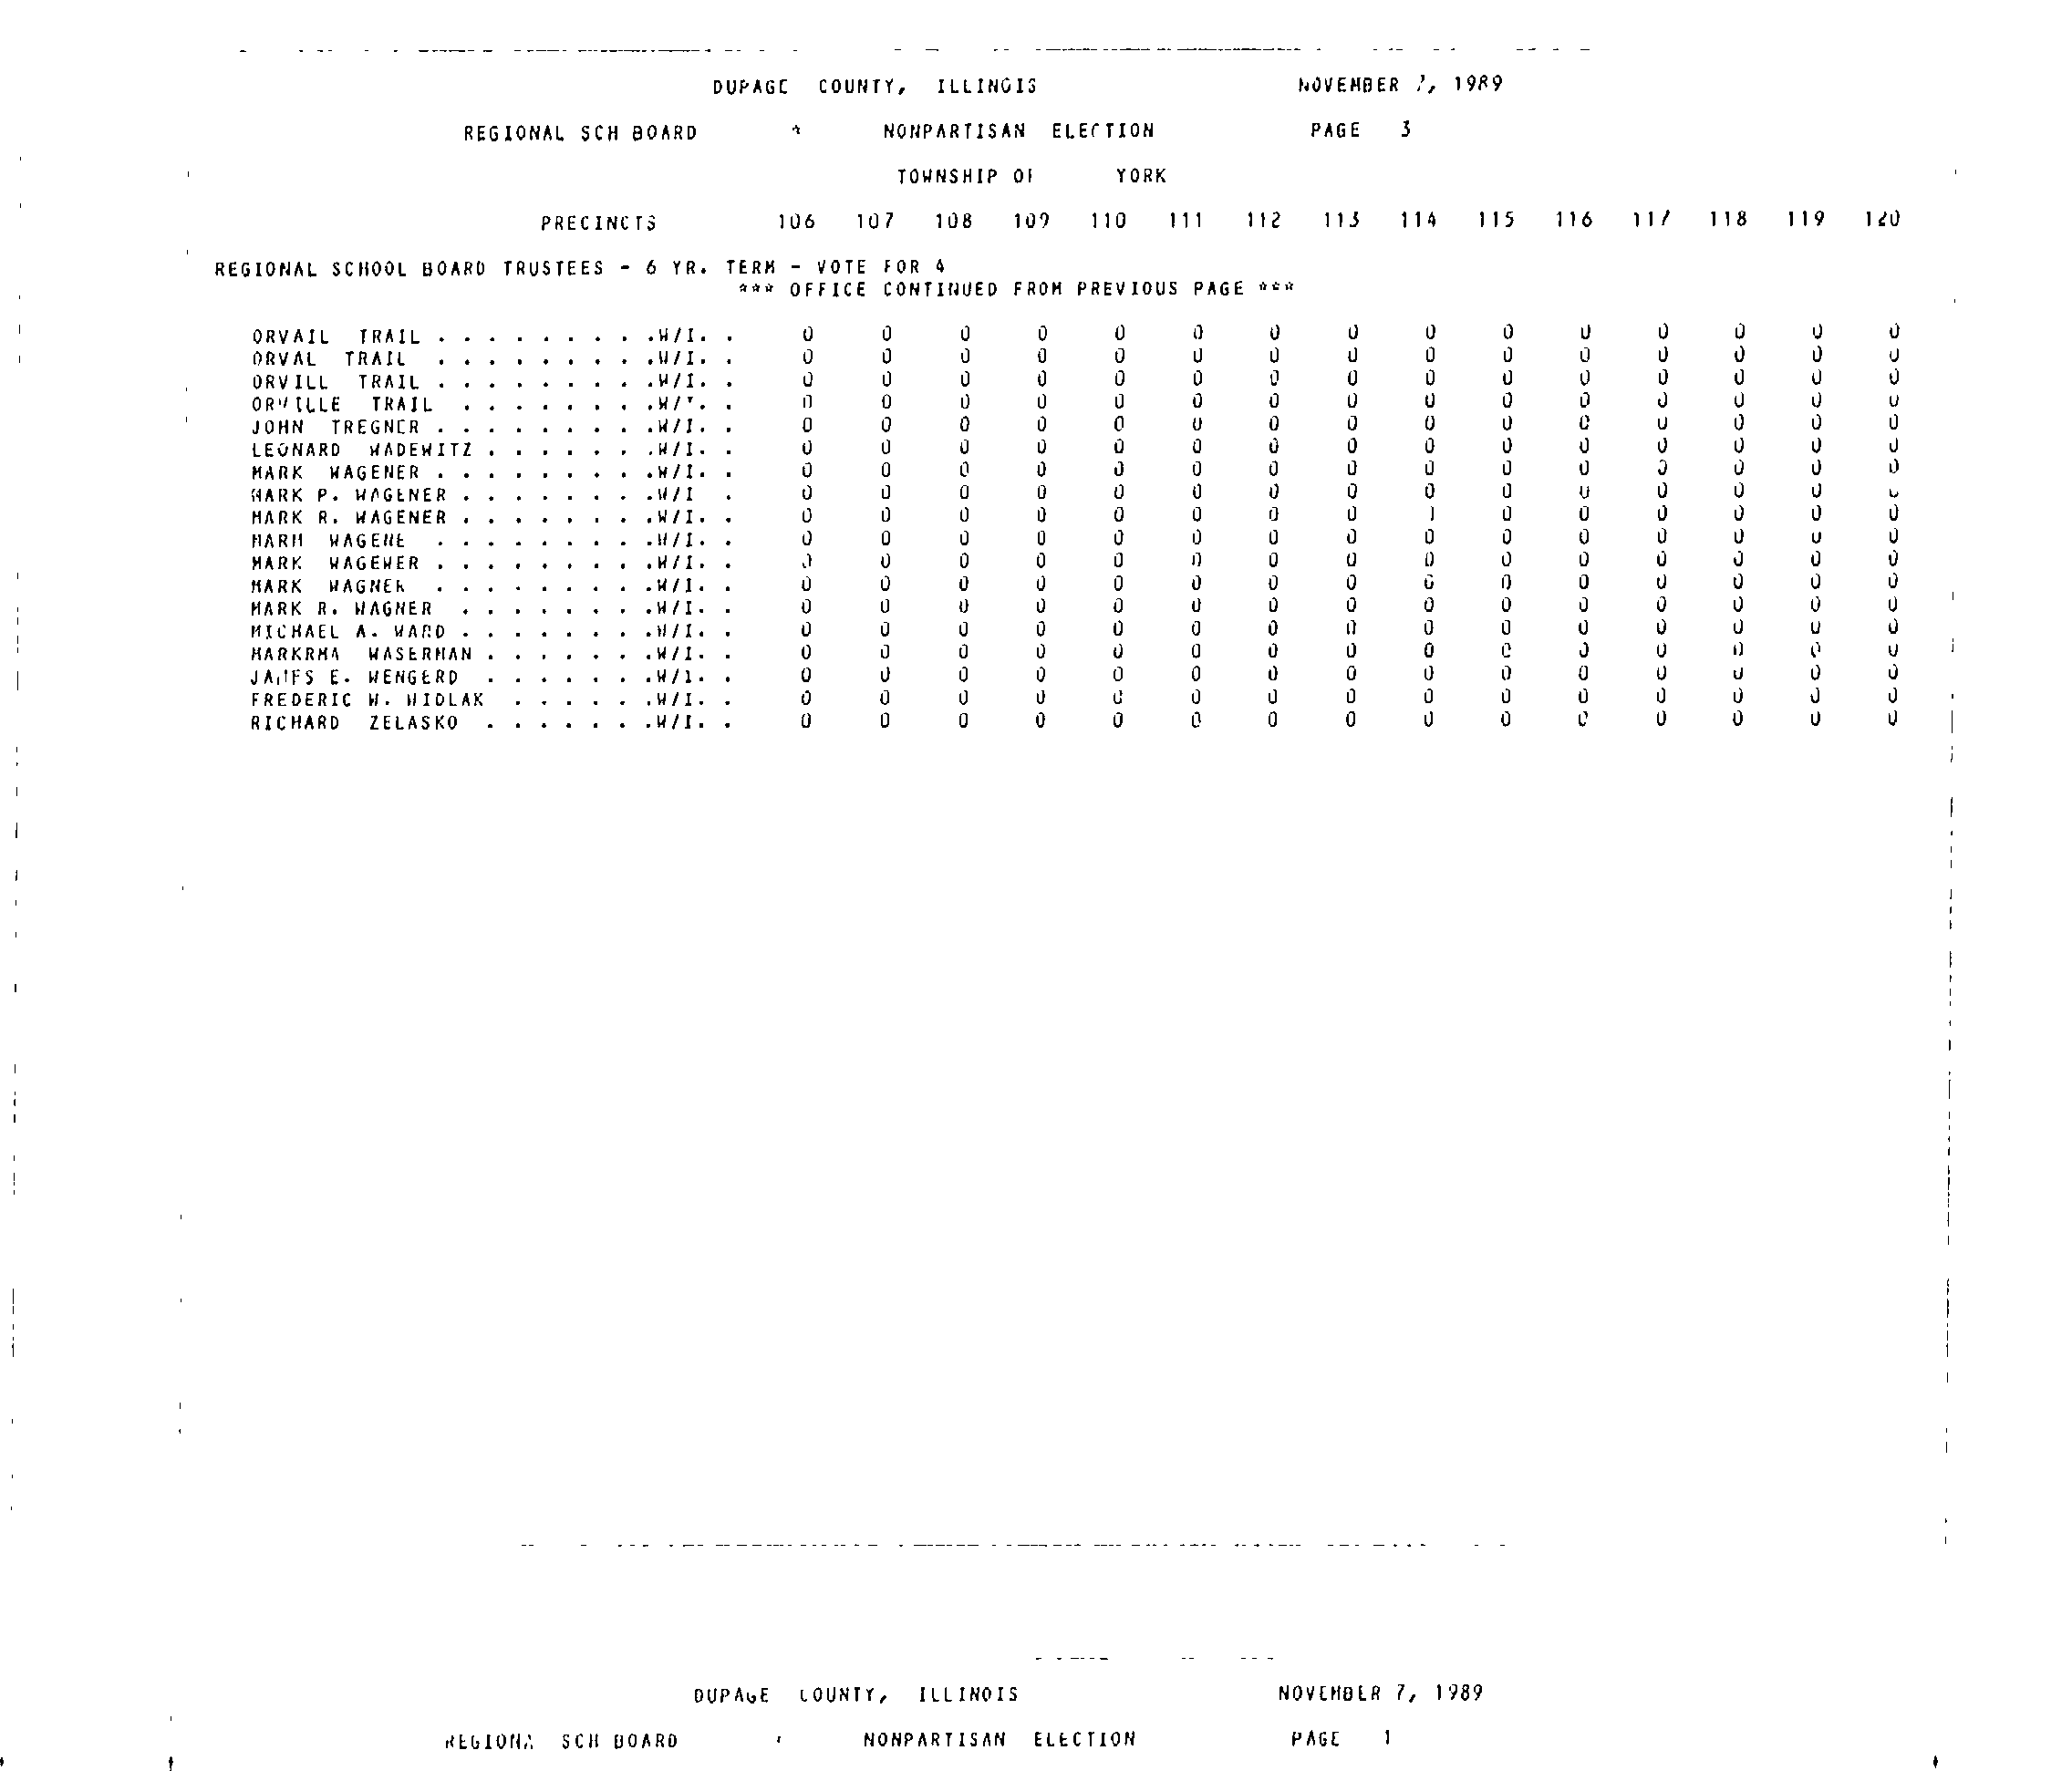 DUPAGE COUNTY, ILLINOIS NOVEMBER 7, 1989
REGIONAL SCH BOARD * NONPARTISAN ELECTION PAGE 3
TOWNSHIP OF YORK
PRECINCTS 106 107 108 109 110 111 112 113 114 115 116 117 118 119 120
REGIONAL SCHOOL BOARD TRUSTEES - 6 YR. TERM - VOTE FOR 4
*** OFFICE CONTINUED FROM PREVIOUS PAGE ***
ORVAIL TRAIL . . . . . . . . .W/I. . 0 0 0 0 0 0 0 0 0 0 0 0 0 0 0
ORVAL TRAIL . . . . . . . . .W/I. . 0 0 0 0 0 0 0 0 0 0 0 0 0 0 0
ORVILL TRAIL . . . . . . . . .W/I. . 0 0 0 0 0 0 0 0 0 0 0 0 0 0 0
ORVILLE TRAIL . . . . . . . .W/I. . 0 0 0 0 0 0 0 0 0 0 0 0 0 0 0
JOHN TREGNER . . . . . . . . .W/I. . 0 0 0 0 0 0 0 0 0 0 0 0 0 0 0
LEONARD WADEWITZ . . . . . . .W/I. . 0 0 0 0 0 0 0 0 0 0 0 0 0 0 0
MARK WAGENER . . . . . . . . .W/I. . 0 0 0 0 0 0 0 0 0 0 0 0 0 0 0
MARK P. WAGENER . . . . . . . .W/I . 0 0 0 0 0 0 0 0 0 0 0 0 0 0 0
MARK R. WAGENER . . . . . . . .W/I. . 0 0 0 0 0 0 0 0 1 0 0 0 0 0 0
MARM WAGENE . . . . . . . . .W/I. . 0 0 0 0 0 0 0 0 0 0 0 0 0 0 0
MARK WAGEWER . . . . . . . . .W/I. . 0 0 0 0 0 0 0 0 0 0 0 0 0 0 0
MARK WAGNER . . . . . . . . .W/I. . 0 0 0 0 0 0 0 0 0 0 0 0 0 0 0
MARK R. WAGNER . . . . . . . .W/I. . 0 0 0 0 0 0 0 0 0 0 0 0 0 0 0
MICHAEL A. WARD . . . . . . . .W/I. . 0 0 0 0 0 0 0 0 0 0 0 0 0 0 0
MARKRMA WASERMAN . . . . . . .W/I. . 0 0 0 0 0 0 0 0 0 0 0 0 0 0 0
JAMES E. WENGERD . . . . . . .W/I. . 0 0 0 0 0 0 0 0 0 0 0 0 0 0 0
FREDERIC W. WIDLAK . . . . . .W/I. . 0 0 0 0 0 0 0 0 0 0 0 0 0 0 0
RICHARD ZELASKO . . . . . . .W/I. . 0 0 0 0 0 0 0 0 0 0 0 0 0 0 0
DUPAGE COUNTY, ILLINOIS NOVEMBER 7, 1989
REGIONA SCH BOARD NONPARTISAN ELECTION PAGE 1